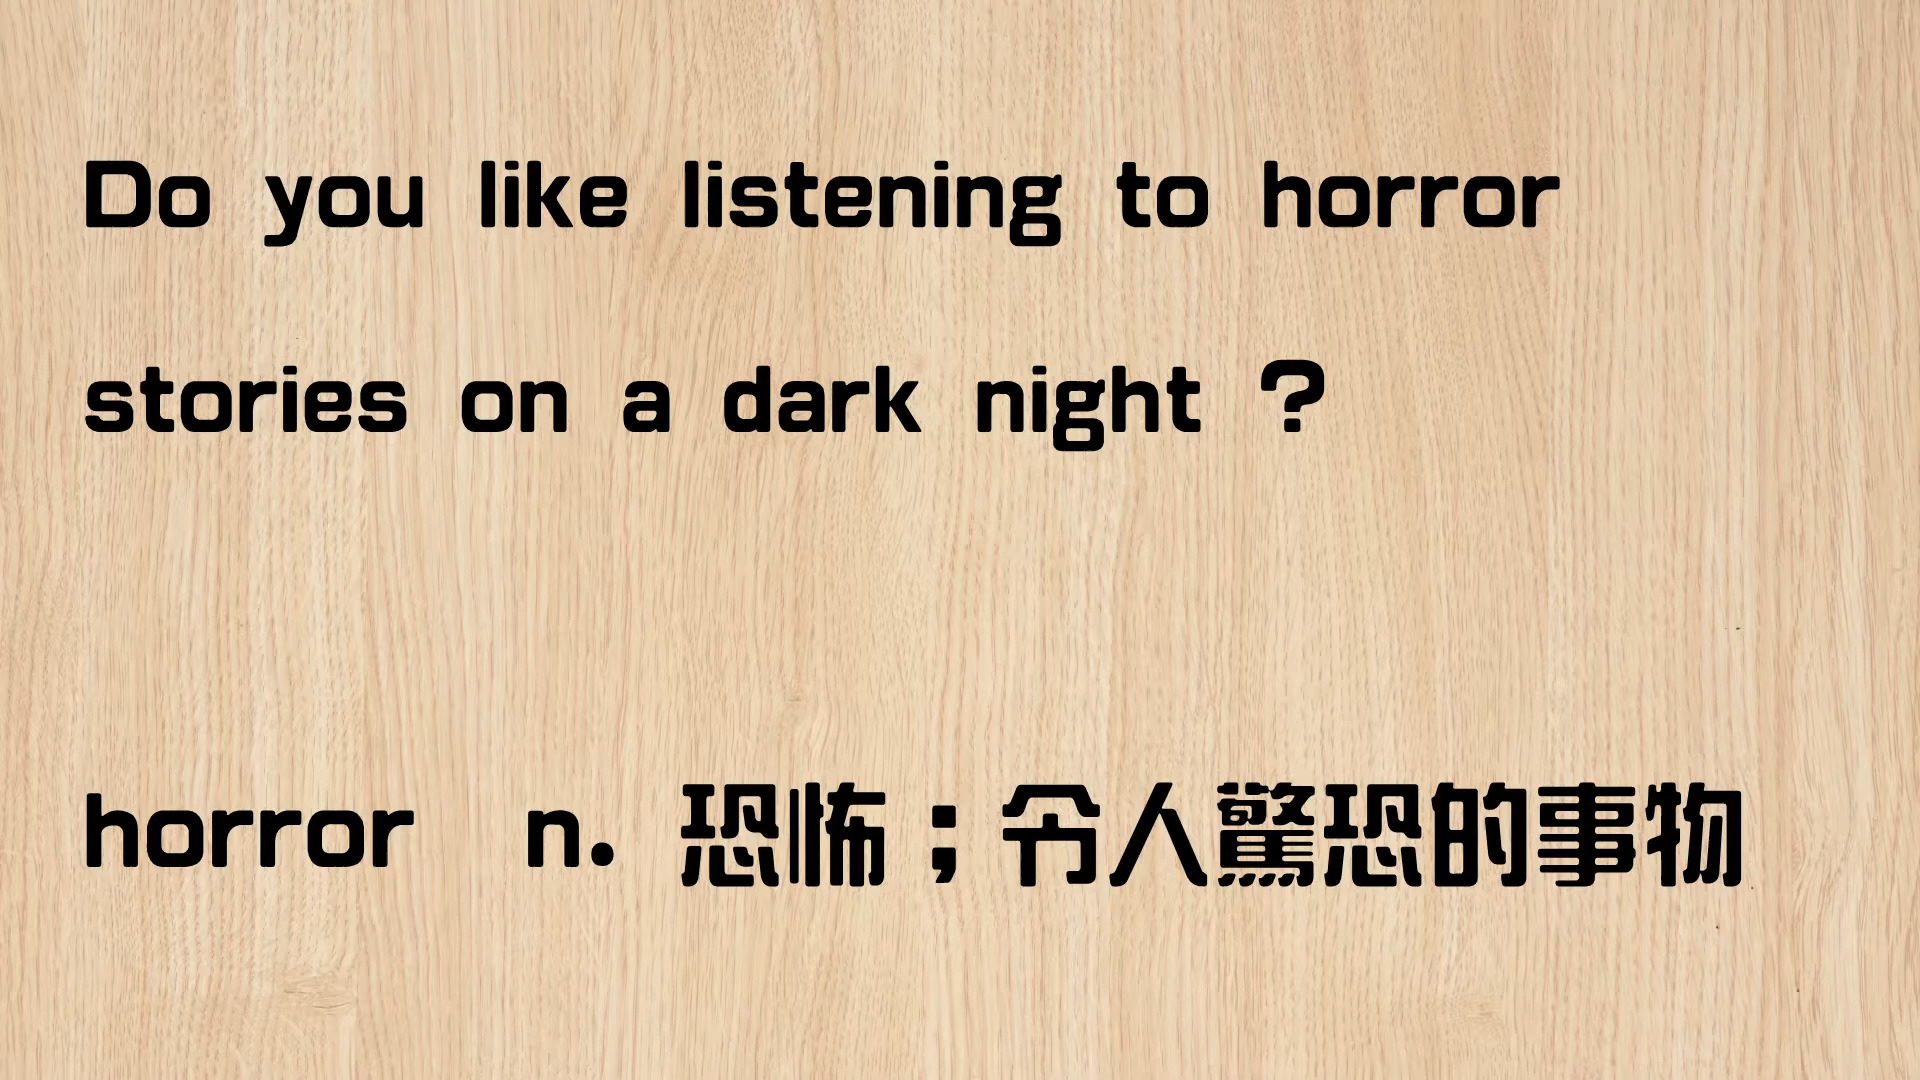 Do you like listening to horror
stories on a dark night ?
horror n. 恐怖；令人驚恐的事物